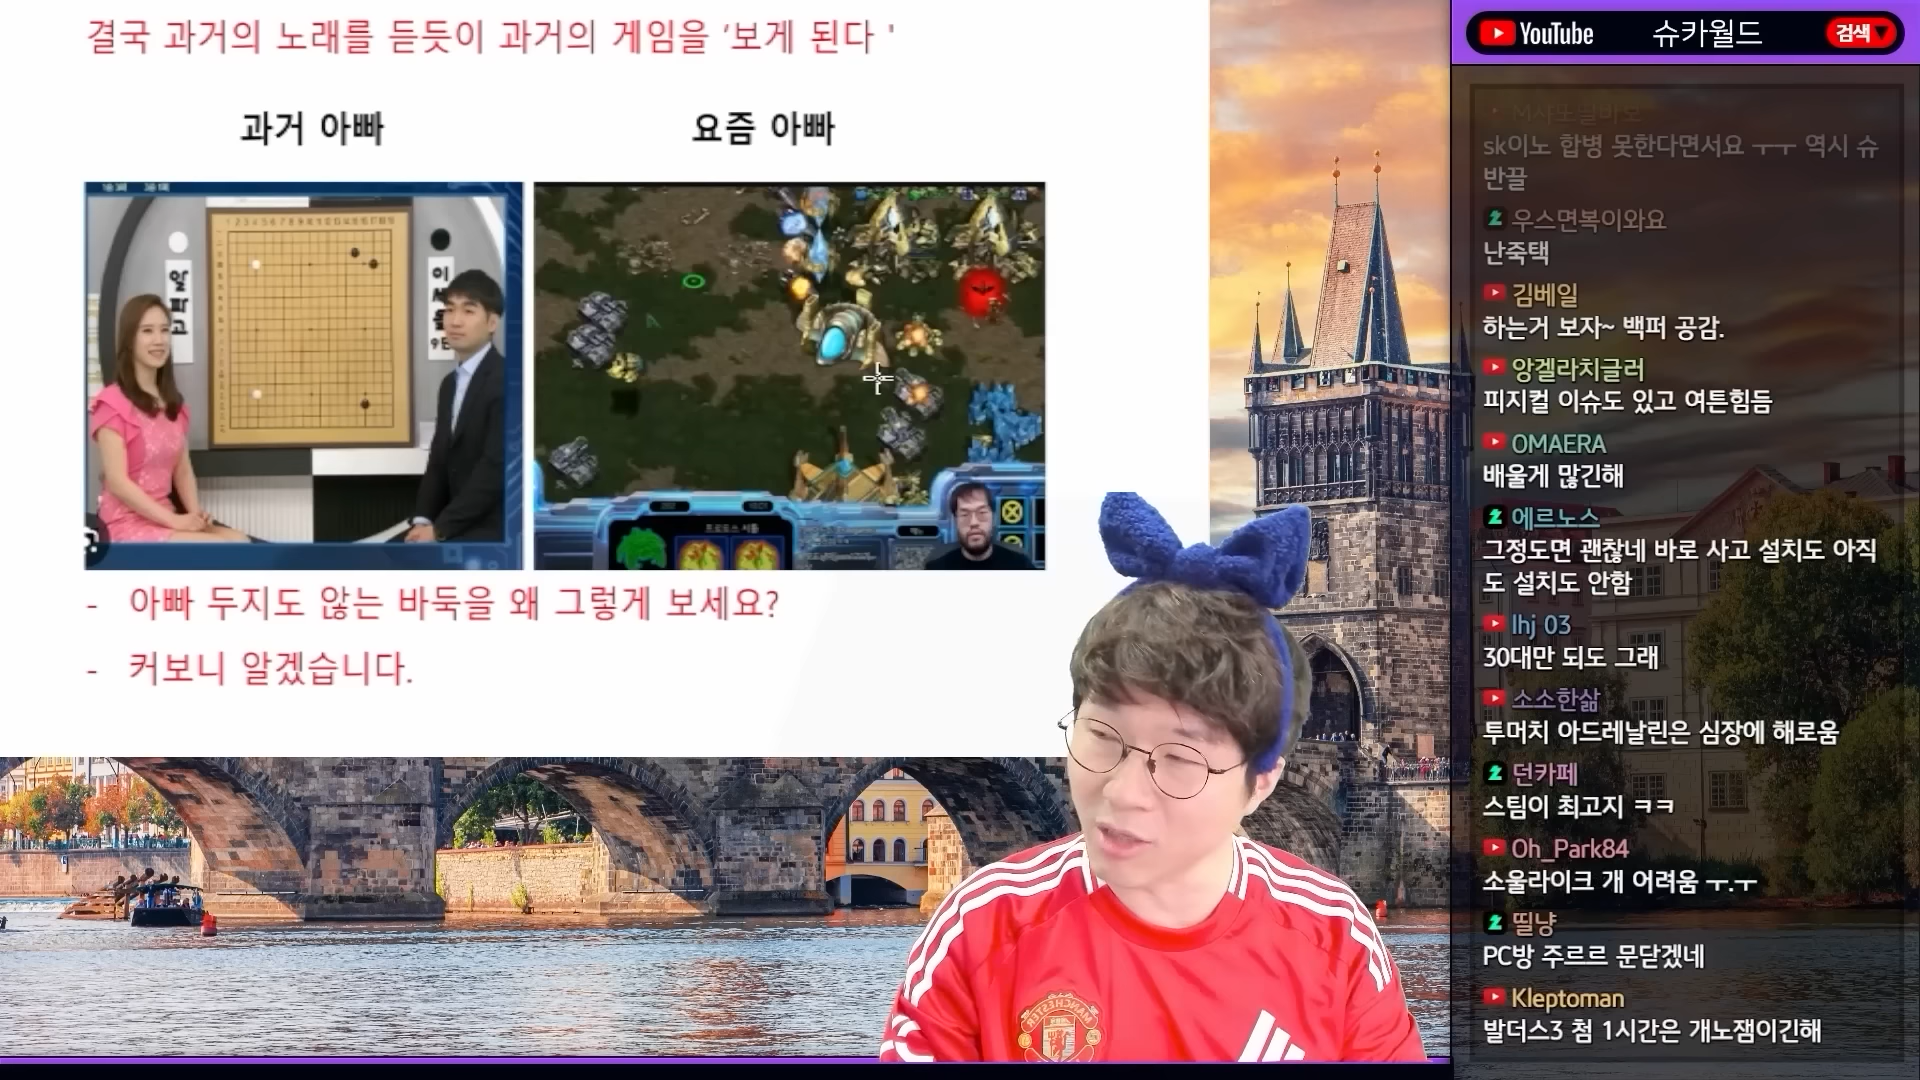 결국 과거의 노래를 듣듯이 과거의 게임을 '보게 된다 '
과거 아빠
요즘 아빠
알파고
이세돌
9단
프로토스 셔틀
- 아빠 두지도 않는 바둑을 왜 그렇게 보세요?
- 커보니 알겠습니다.
YouTube 슈카월드 검색
sk이노 합병 못한다면서요 ㅜㅜ 역시 슈
반끌
우스면복이와요
난죽택
김베일
하는거 보자~ 백퍼 공감.
앙겔라치글러
피지컬 이슈도 있고 여튼힘듬
OMAERA
배울게 많긴해
에르노스
그정도면 괜찮네 바로 사고 설치도 아직
도 설치도 안함
lhj 03
30대만 되도 그래
소소한삶
투머치 아드레날린은 심장에 해로움
던카페
스팀이 최고지 ㅋㅋ
Oh_Park84
소울라이크 개 어려움 ㅜ.ㅜ
띨냥
PC방 주르르 문닫겠네
Kleptoman
발더스3 첨 1시간은 개노잼이긴해